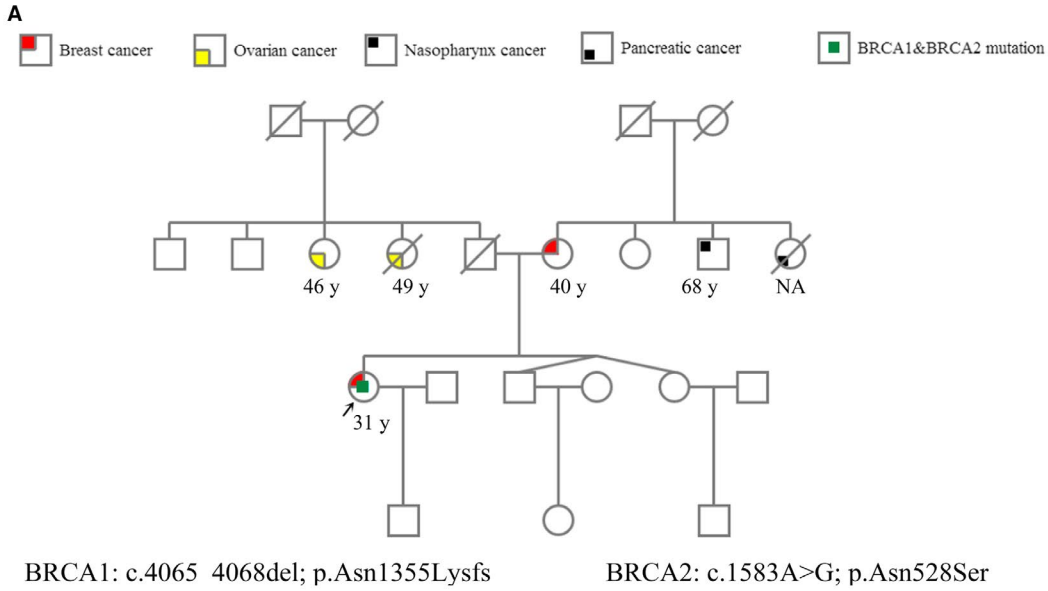 A
Breast cancer
Ovarian cancer
Nasopharynx cancer
Pancreatic cancer
BRCA1&BRCA2 mutation
46 y
49 y
40 y
68 y
NA
31 y
BRCA1: c.4065 4068del; p.Asn1355Lysfs
BRCA2: c.1583A>G; p.Asn528Ser